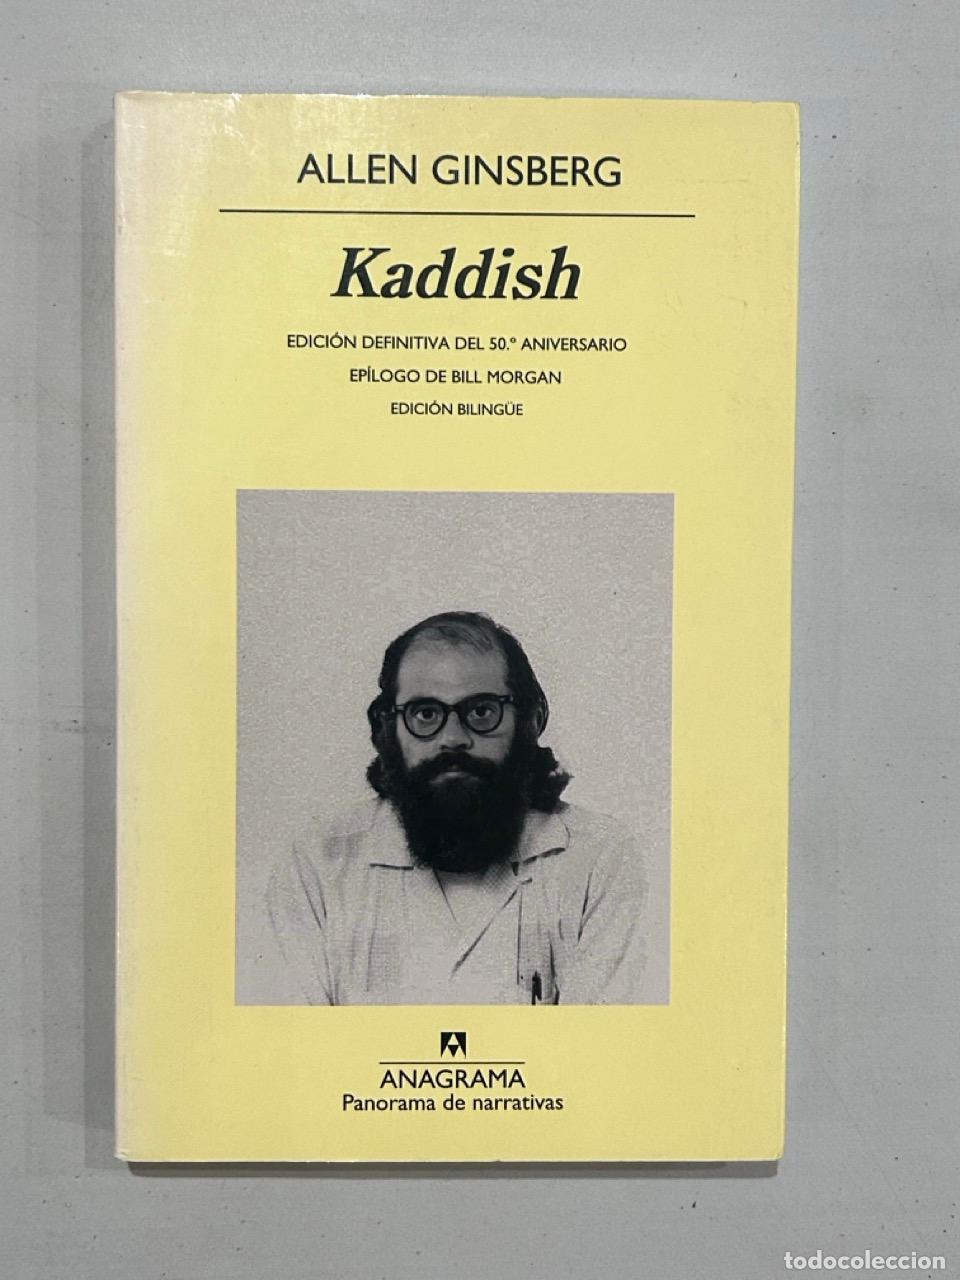 ALLEN GINSBERG
Kaddish
EDICIÓN DEFINITIVA DEL 50.º ANIVERSARIO
EPÍLOGO DE BILL MORGAN
EDICIÓN BILINGÜE
ANAGRAMA
Panorama de narrativas
todocoleccion